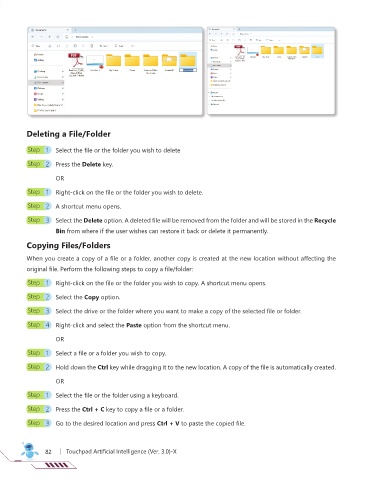 Deleting a File/Folder
Step 1 Select the file or the folder you wish to delete
Step 2 Press the Delete key.
OR
Step 1 Right-click on the file or the folder you wish to delete.
Step 2 A shortcut menu opens.
Step 3 Select the Delete option. A deleted file will be removed from the folder and will be stored in the Recycle
Bin from where if the user wishes can restore it back or delete it permanently.
Copying Files/Folders
When you create a copy of a file or a folder, another copy is created at the new location without affecting the
original file. Perform the following steps to copy a file/folder:
Step 1 Right-click on the file or the folder you wish to copy. A shortcut menu opens.
Step 2 Select the Copy option.
Step 3 Select the drive or the folder where you want to make a copy of the selected file or folder.
Step 4 Right-click and select the Paste option from the shortcut menu.
OR
Step 1 Select a file or a folder you wish to copy.
Step 2 Hold down the Ctrl key while dragging it to the new location. A copy of the file is automatically created.
OR
Step 1 Select the file or the folder using a keyboard.
Step 2 Press the Ctrl + C key to copy a file or a folder.
Step 3 Go to the desired location and press Ctrl + V to paste the copied file.
82 | Touchpad Artificial Intelligence (Ver. 3.0)-X